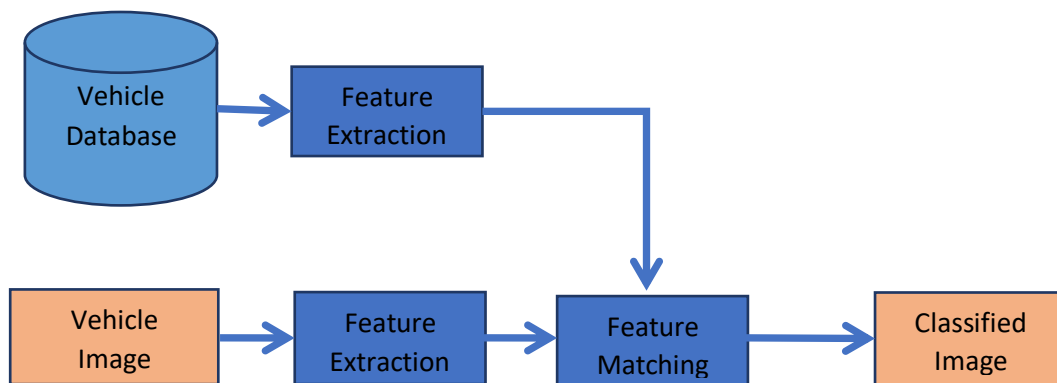 Vehicle
Database
Feature
Extraction
Vehicle
Image
Feature
Extraction
Feature
Matching
Classified
Image